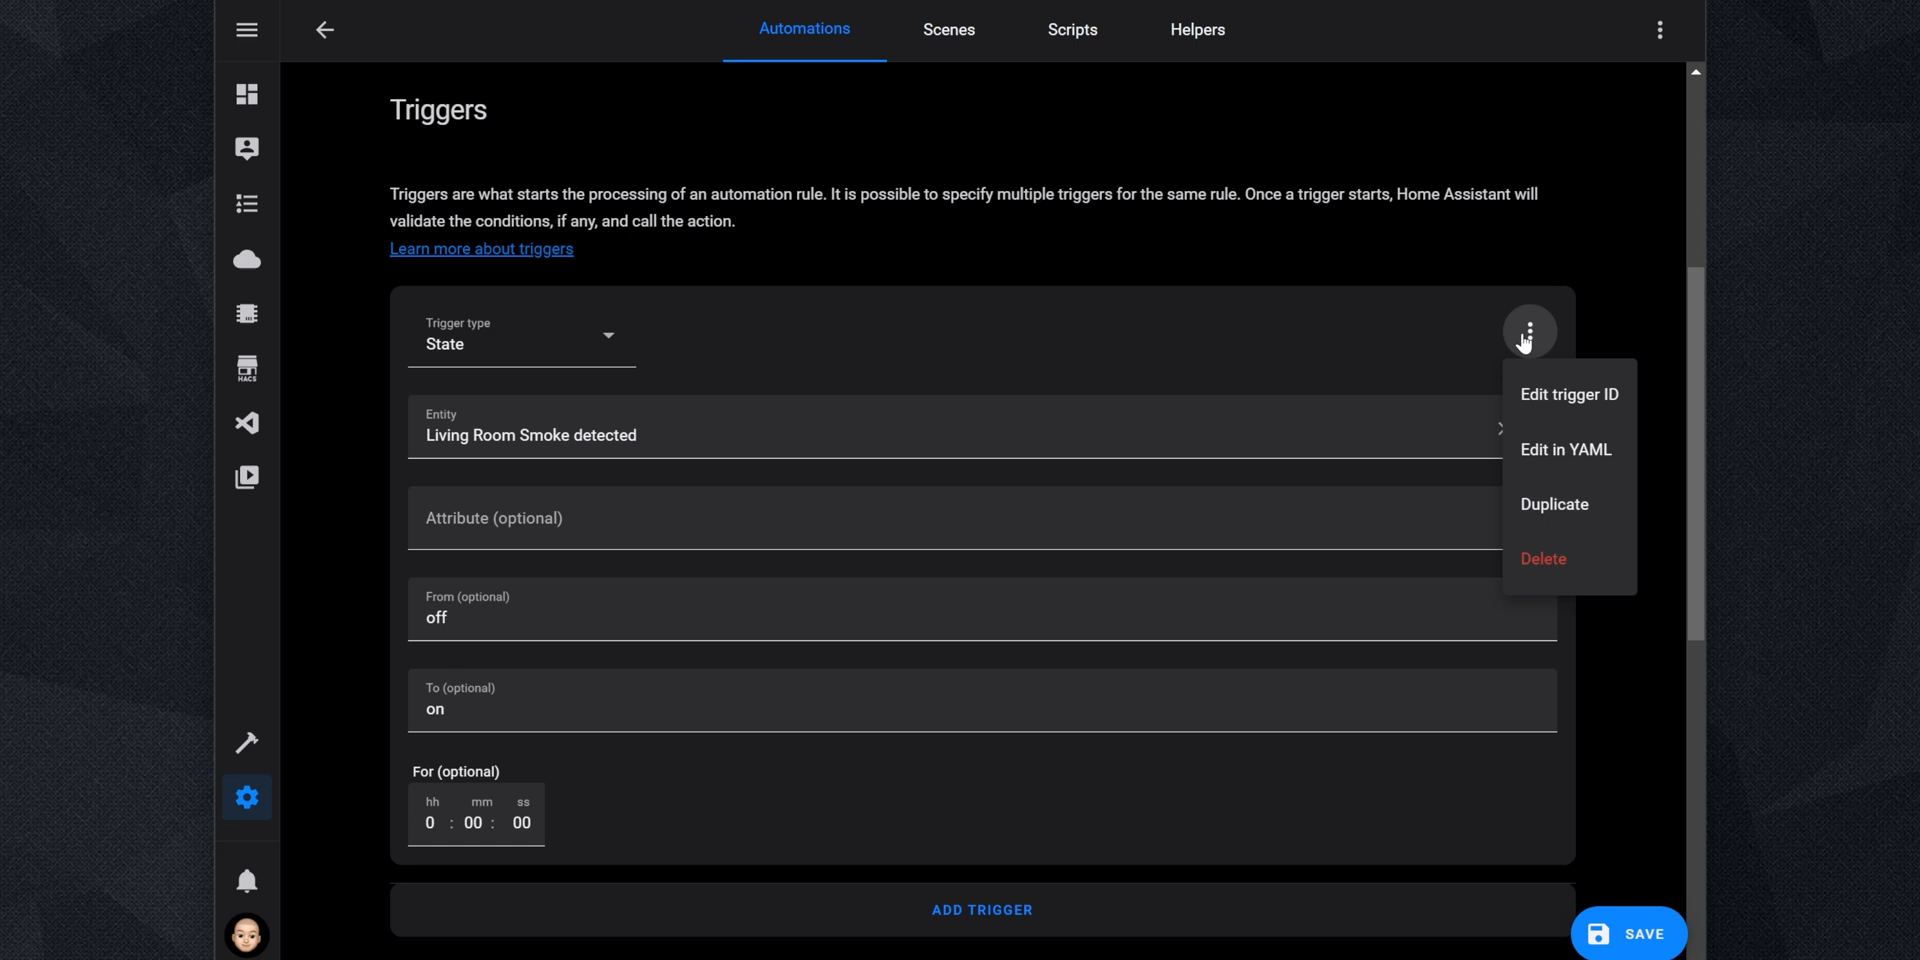 Automations
Scenes
Scripts
Helpers
Triggers
Triggers are what starts the processing of an automation rule. It is possible to specify multiple triggers for the same rule. Once a trigger starts, Home Assistant will
validate the conditions, if any, and call the action.
Learn more about triggers
Trigger type
State
Edit trigger ID
Edit in YAML
Duplicate
Delete
Entity
Living Room Smoke detected
Attribute (optional)
From (optional)
off
To (optional)
on
For (optional)
hh mm ss
0 : 00 : 00
ADD TRIGGER
SAVE
HACS